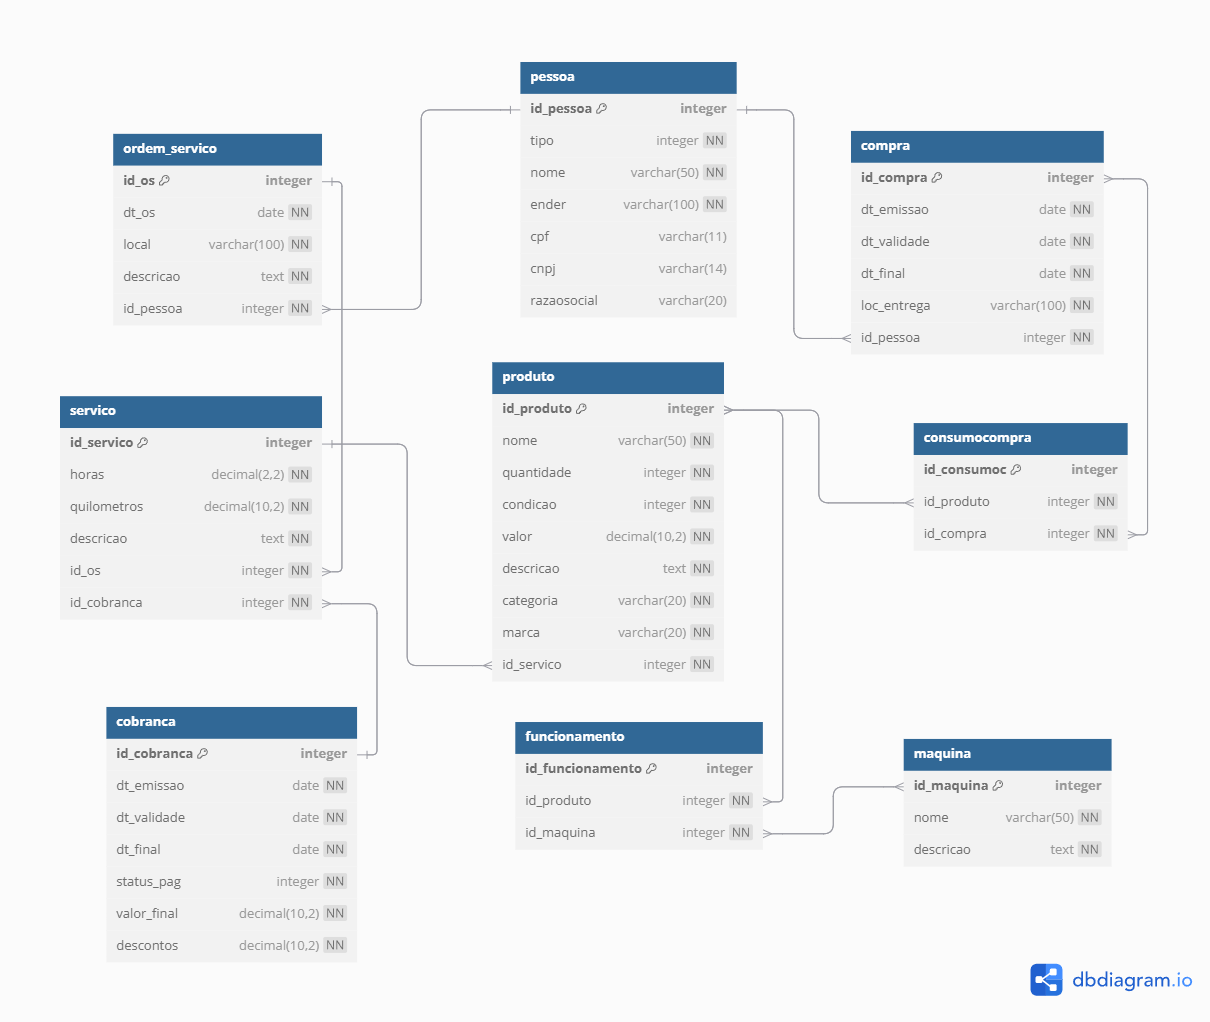 pessoa
id_pessoa integer
tipo integer NN
nome varchar(50) NN
ender varchar(100) NN
cpf varchar(11)
cnpj varchar(14)
razaosocial varchar(20)
ordem_servico
id_os integer
dt_os date NN
local varchar(100) NN
descricao text NN
id_pessoa integer NN
compra
id_compra integer
dt_emissao date NN
dt_validade date NN
dt_final date NN
loc_entrega varchar(100) NN
id_pessoa integer NN
produto
id_produto integer
nome varchar(50) NN
quantidade integer NN
condicao integer NN
valor decimal(10,2) NN
descricao text NN
categoria varchar(20) NN
marca varchar(20) NN
id_servico integer NN
servico
id_servico integer
horas decimal(2,2) NN
quilometros decimal(10,2) NN
descricao text NN
id_os integer NN
id_cobranca integer NN
consumocompra
id_consumoc integer
id_produto integer NN
id_compra integer NN
cobranca
id_cobranca integer
dt_emissao date NN
dt_validade date NN
dt_final date NN
status_pag integer NN
valor_final decimal(10,2) NN
descontos decimal(10,2) NN
funcionamento
id_funcionamento integer
id_produto integer NN
id_maquina integer NN
maquina
id_maquina integer
nome varchar(50) NN
descricao text NN
dbdiagram.io